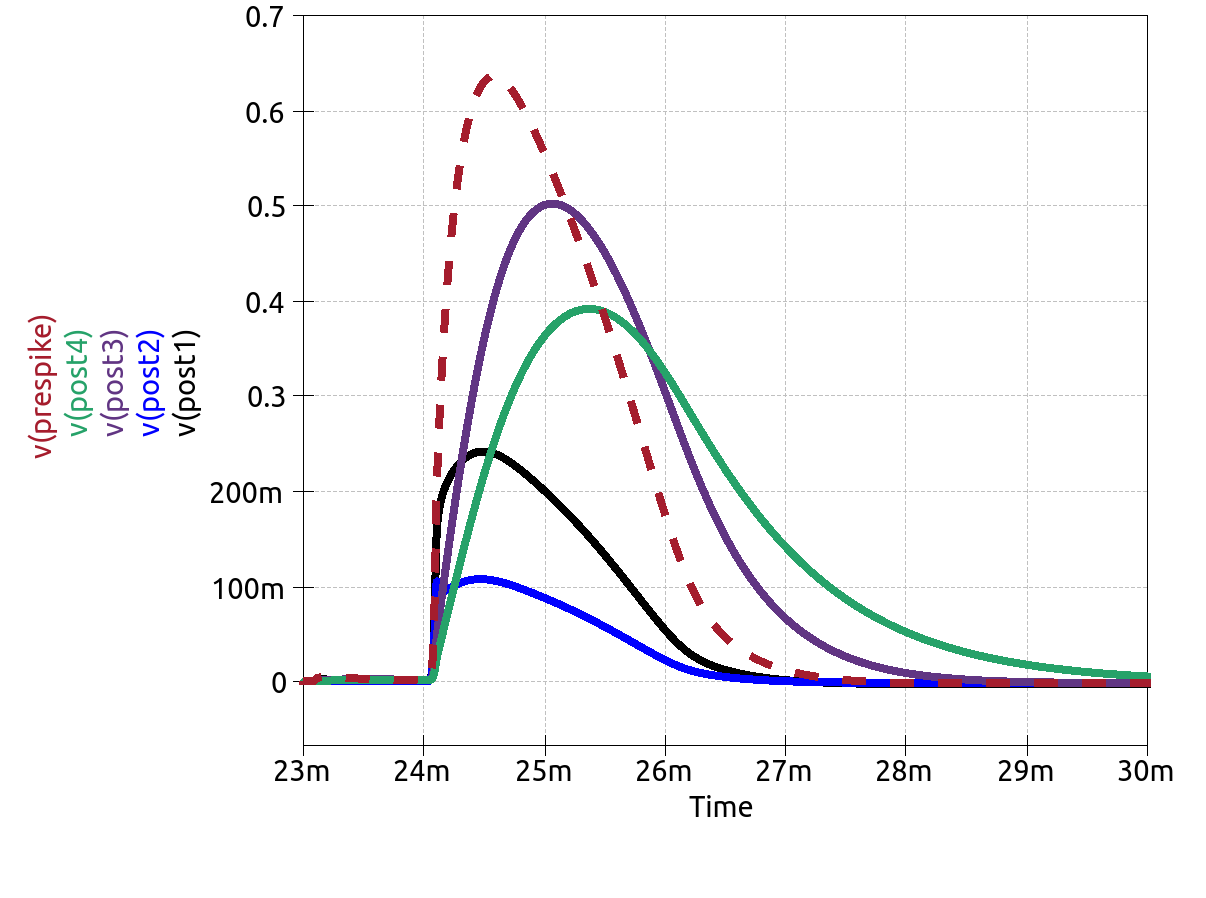 0.7
0.6
0.5
0.4
0.3
200m
100m
0
v(prespike)
v(post4)
v(post3)
v(post2)
v(post1)
23m 24m 25m 26m 27m 28m 29m 30m
Time